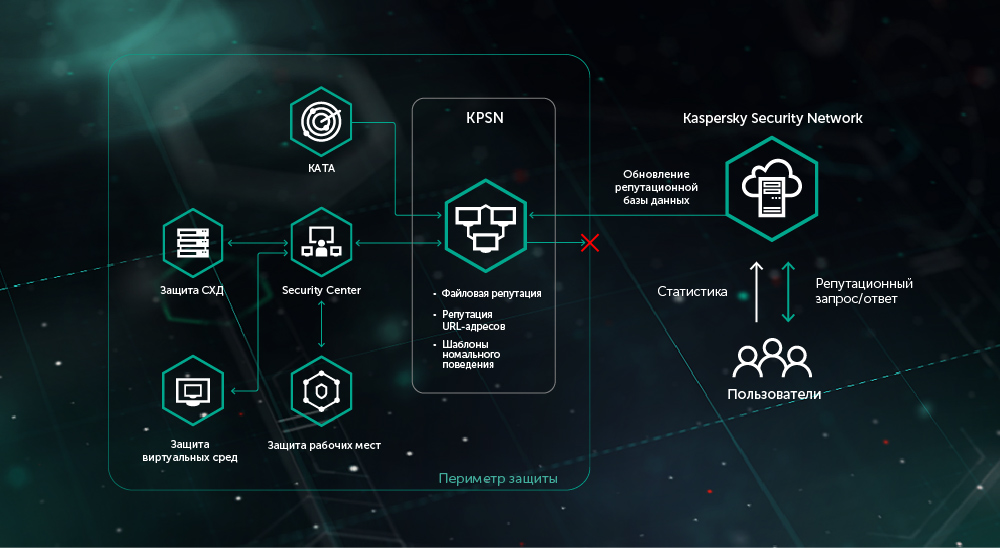 KPSN
Kaspersky Security Network
KATA
Обновление
репутационной
базы данных
Защита СХД
Security Center
• Файловая репутация
• Репутация
URL-адресов
• Шаблоны
номального
поведения
Статистика
Репутационный
запрос/ответ
Пользователи
Защита
виртуальных сред
Защита рабочих мест
Периметр защиты